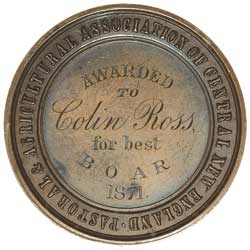 PASTORAL & AGRICULTURAL ASSOCIATION OF CENTRAL NEW ENGLAND ·
AWARDED
TO
Colin Ross,
for best
BOAR
1871.